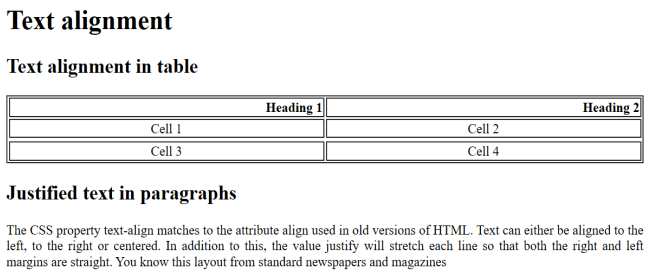 Text alignment
Text alignment in table
Heading 1 Heading 2
Cell 1 Cell 2
Cell 3 Cell 4
Justified text in paragraphs
The CSS property text-align matches to the attribute align used in old versions of HTML. Text can either be aligned to the
left, to the right or centered. In addition to this, the value justify will stretch each line so that both the right and left
margins are straight. You know this layout from standard newspapers and magazines